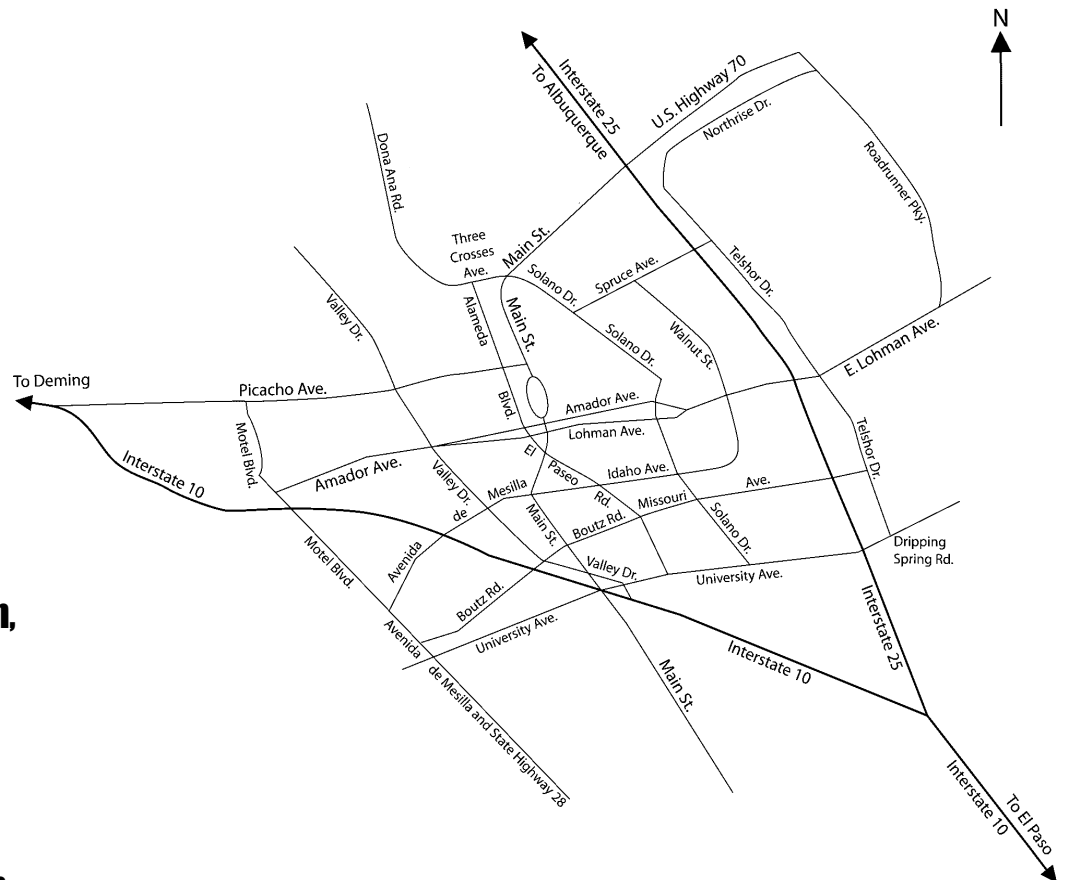 N
Interstate 25
To Albuquerque
U.S. Highway 70
Northrise Dr.
Roadrunner Pky.
Dona Ana Rd.
Three
Crosses
Ave.
Main St.
Solano Dr.
Spruce Ave.
Telshor Dr.
Valley Dr.
Alameda
Blvd.
Main St.
Solano Dr.
Walnut St.
E. Lohman Ave.
To Deming
Picacho Ave.
Amador Ave.
Lohman Ave.
Motel Blvd.
Interstate 10
Amador Ave.
Valley Dr.
El
Paseo
Rd.
Idaho Ave.
Telshor Dr.
Avenida
de
Mesilla
Main St.
Boutz Rd.
Missouri
Ave.
Solano Dr.
Dripping
Spring Rd.
Motel Blvd.
Boutz Rd.
Valley Dr.
University Ave.
University Ave.
Interstate 25
Avenida
de Mesilla and State Highway 28
Main St.
Interstate 10
Interstate 10
To El Paso